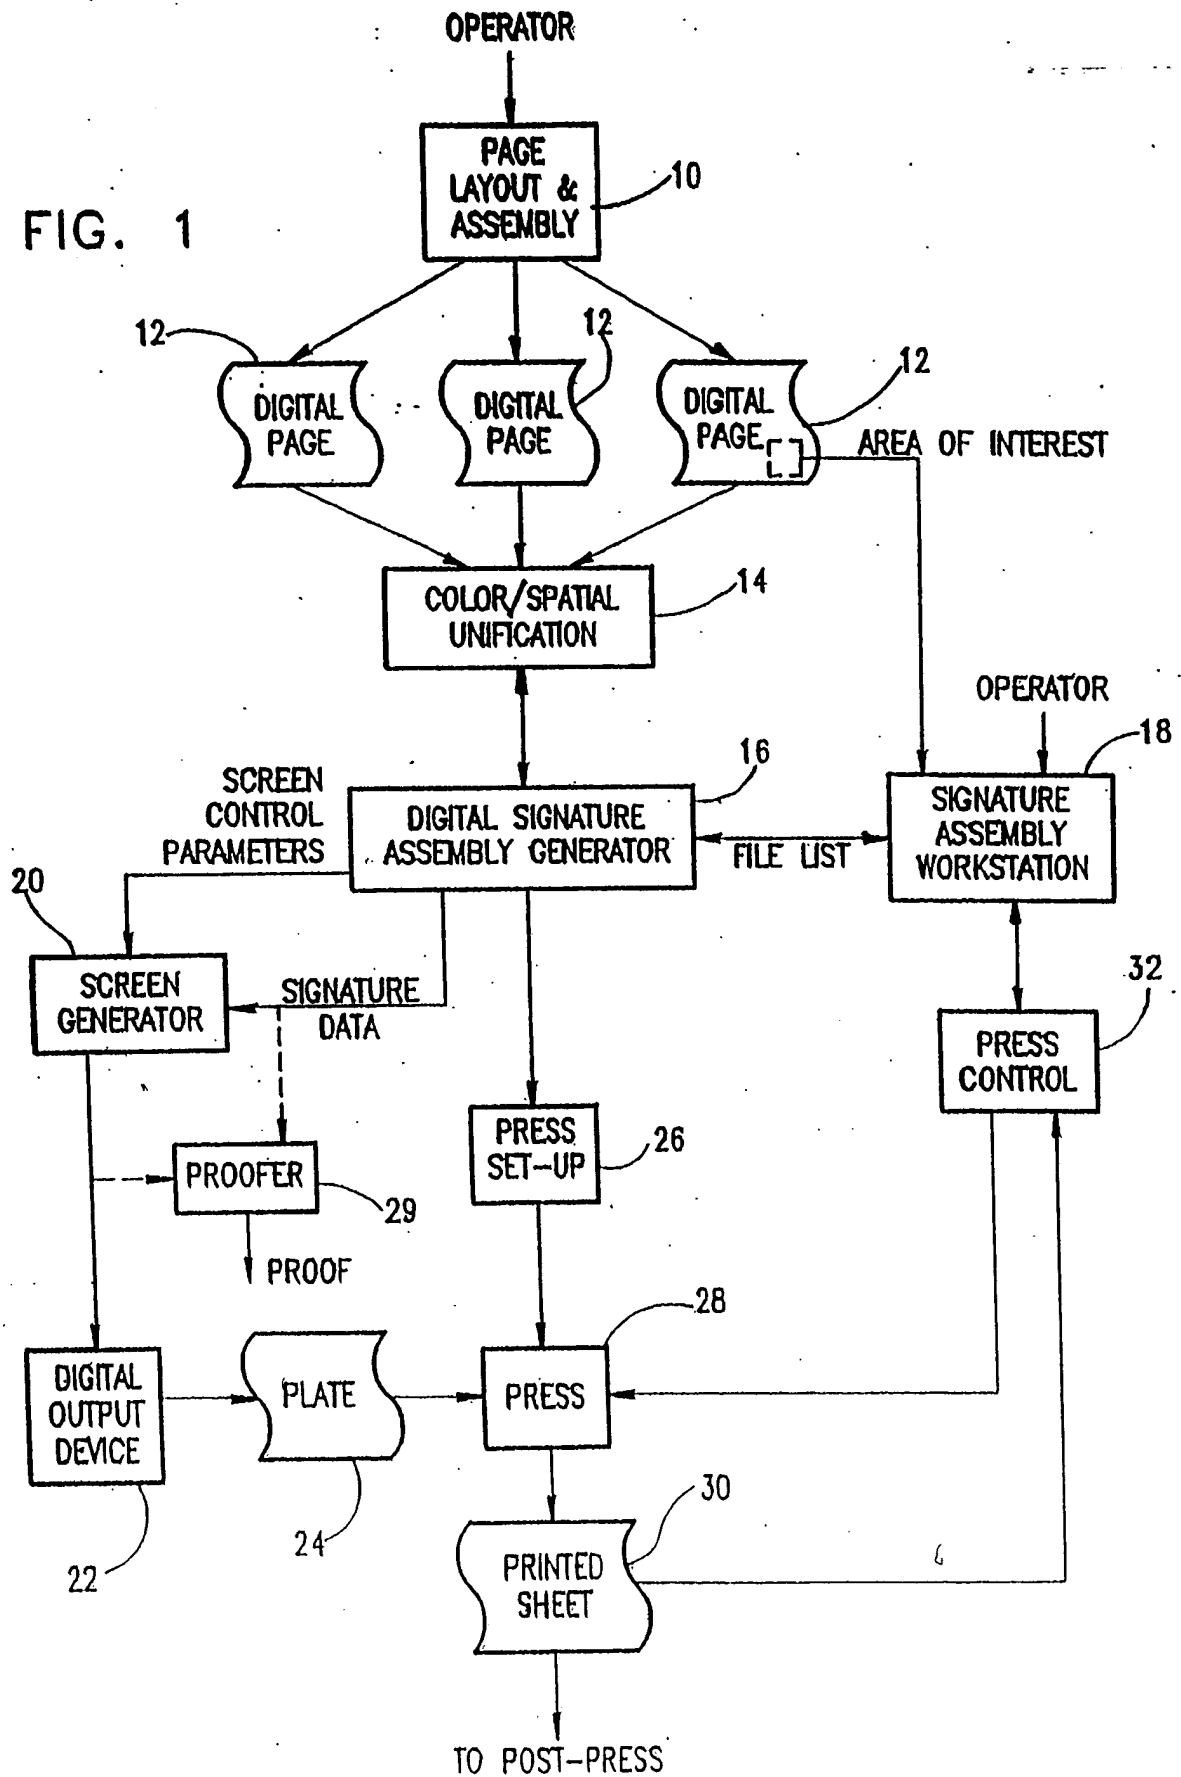 OPERATOR
PAGE
LAYOUT &
ASSEMBLY
10
FIG. 1
12
12
12
DIGITAL
PAGE
DIGITAL
PAGE
DIGITAL
PAGE
AREA OF INTEREST
COLOR/SPATIAL
UNIFICATION
14
OPERATOR
18
16
SCREEN
CONTROL
PARAMETERS
DIGITAL SIGNATURE
ASSEMBLY GENERATOR
FILE LIST
SIGNATURE
ASSEMBLY
WORKSTATION
20
SCREEN
GENERATOR
SIGNATURE
DATA
32
PRESS
CONTROL
PRESS
SET-UP
26
PROOFER
29
PROOF
28
DIGITAL
OUTPUT
DEVICE
PLATE
PRESS
22
24
30
PRINTED
SHEET
TO POST-PRESS